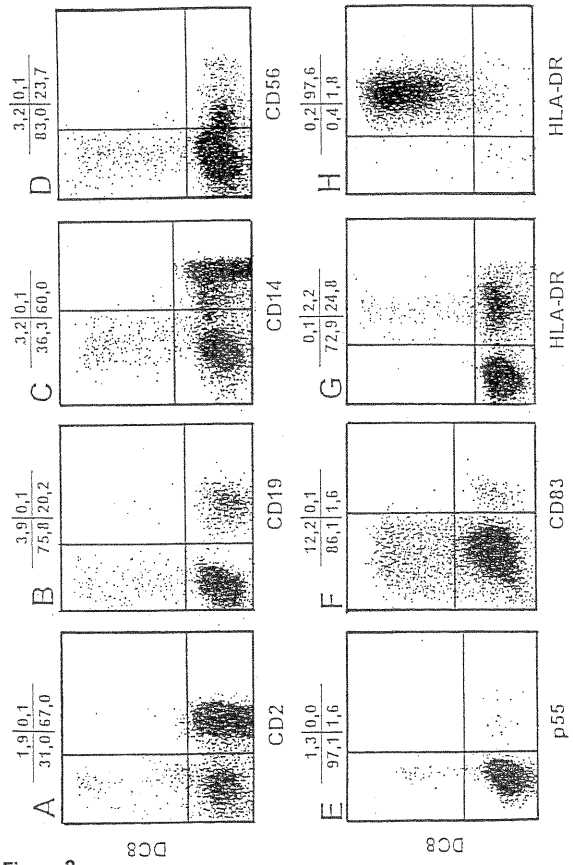 A
1,9 0,1
31,0 67,0
CD2
B
3,9 0,1
75,8 20,2
CD19
C
3,2 0,1
36,3 60,0
CD14
D
3,2 0,1
83,0 23,7
CD56
DC8
E
1,3 0,0
97,1 1,6
p55
F
12,2 0,1
86,1 1,6
CD83
G
0,1 2,2
72,9 24,8
HLA-DR
H
0,2 97,6
0,4 1,8
HLA-DR
DC8
Figure